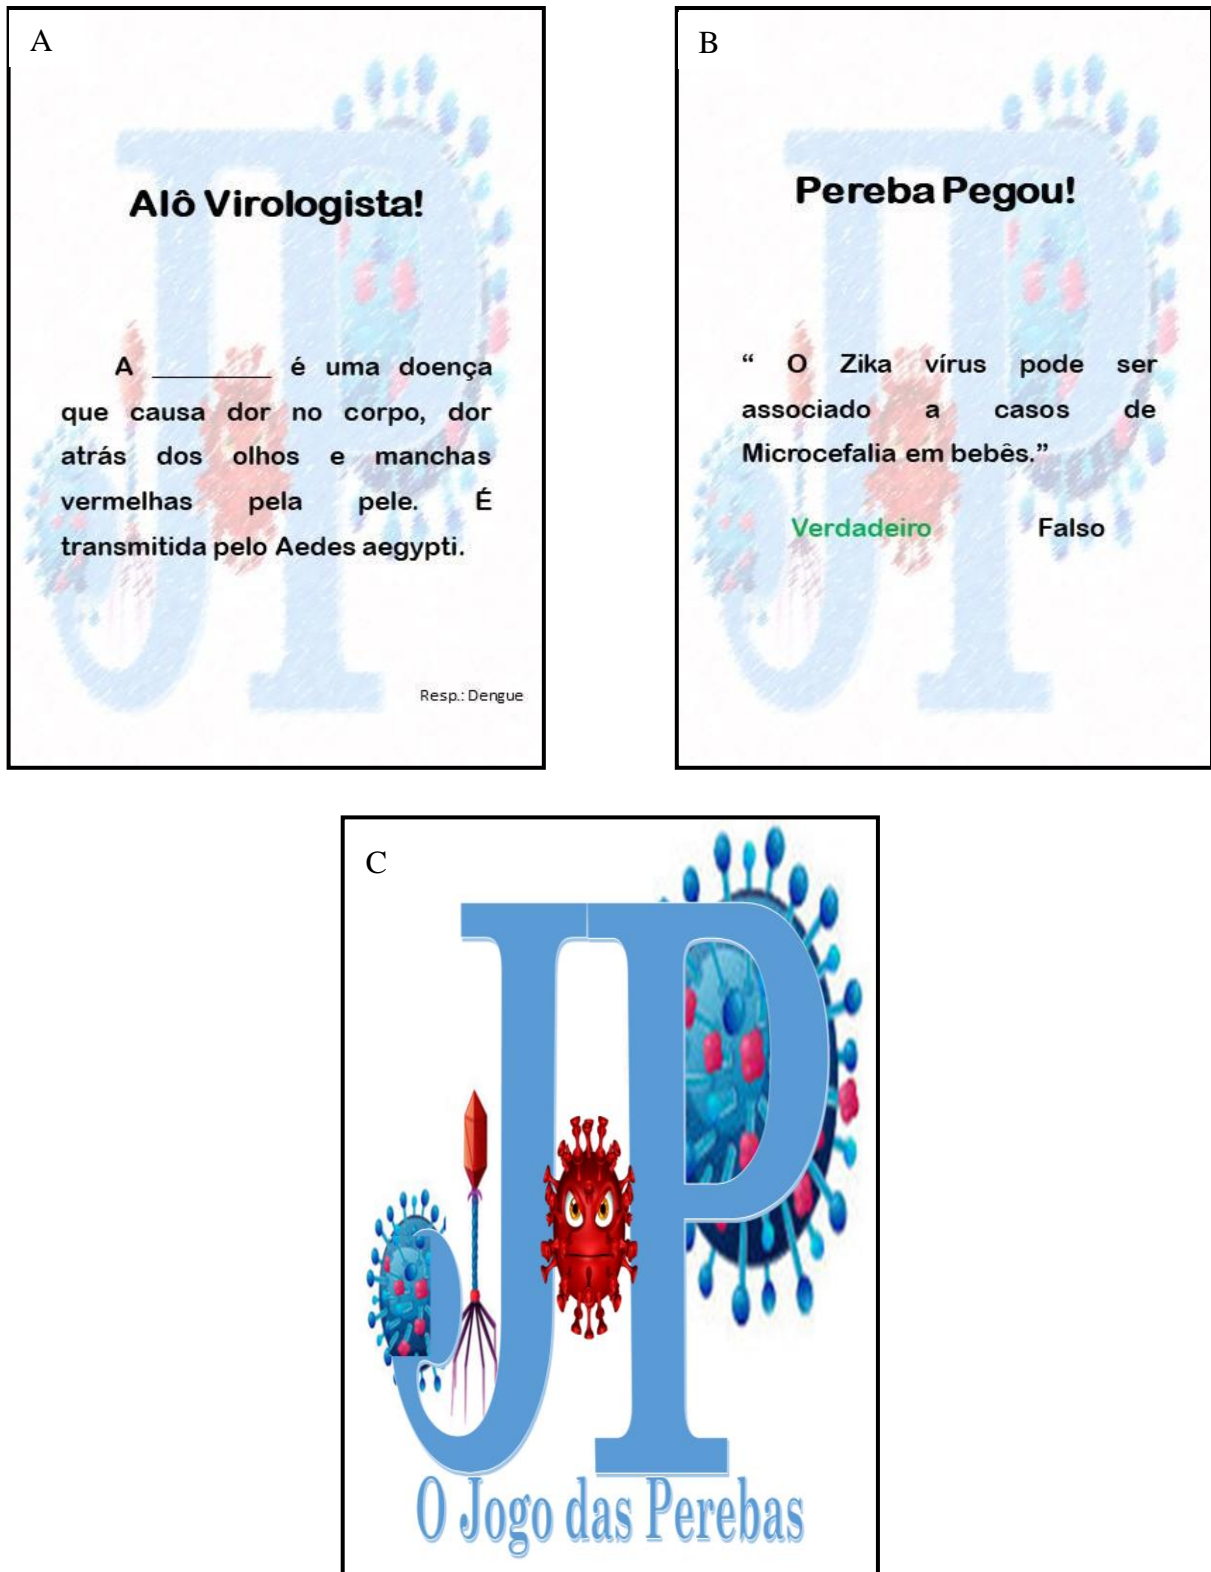 A
Alô Virologista!
A _________ é uma doença
que causa dor no corpo, dor
atrás dos olhos e manchas
vermelhas pela pele. É
transmitida pelo Aedes aegypti.
Resp.: Dengue
B
Pereba Pegou!
“ O Zika vírus pode ser
associado a casos de
Microcefalia em bebês.”
Verdadeiro Falso
C
JP
O Jogo das Perebas